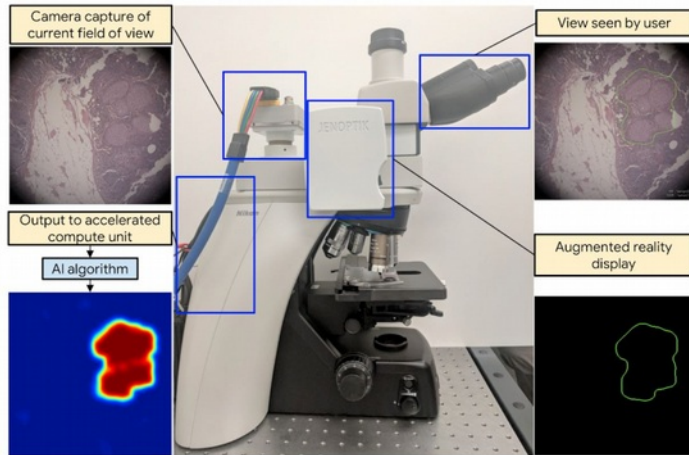 Camera capture of
current field of view
View seen by user
JENOPTIK
Nikon
Output to accelerated
compute unit
AI algorithm
Augmented reality
display